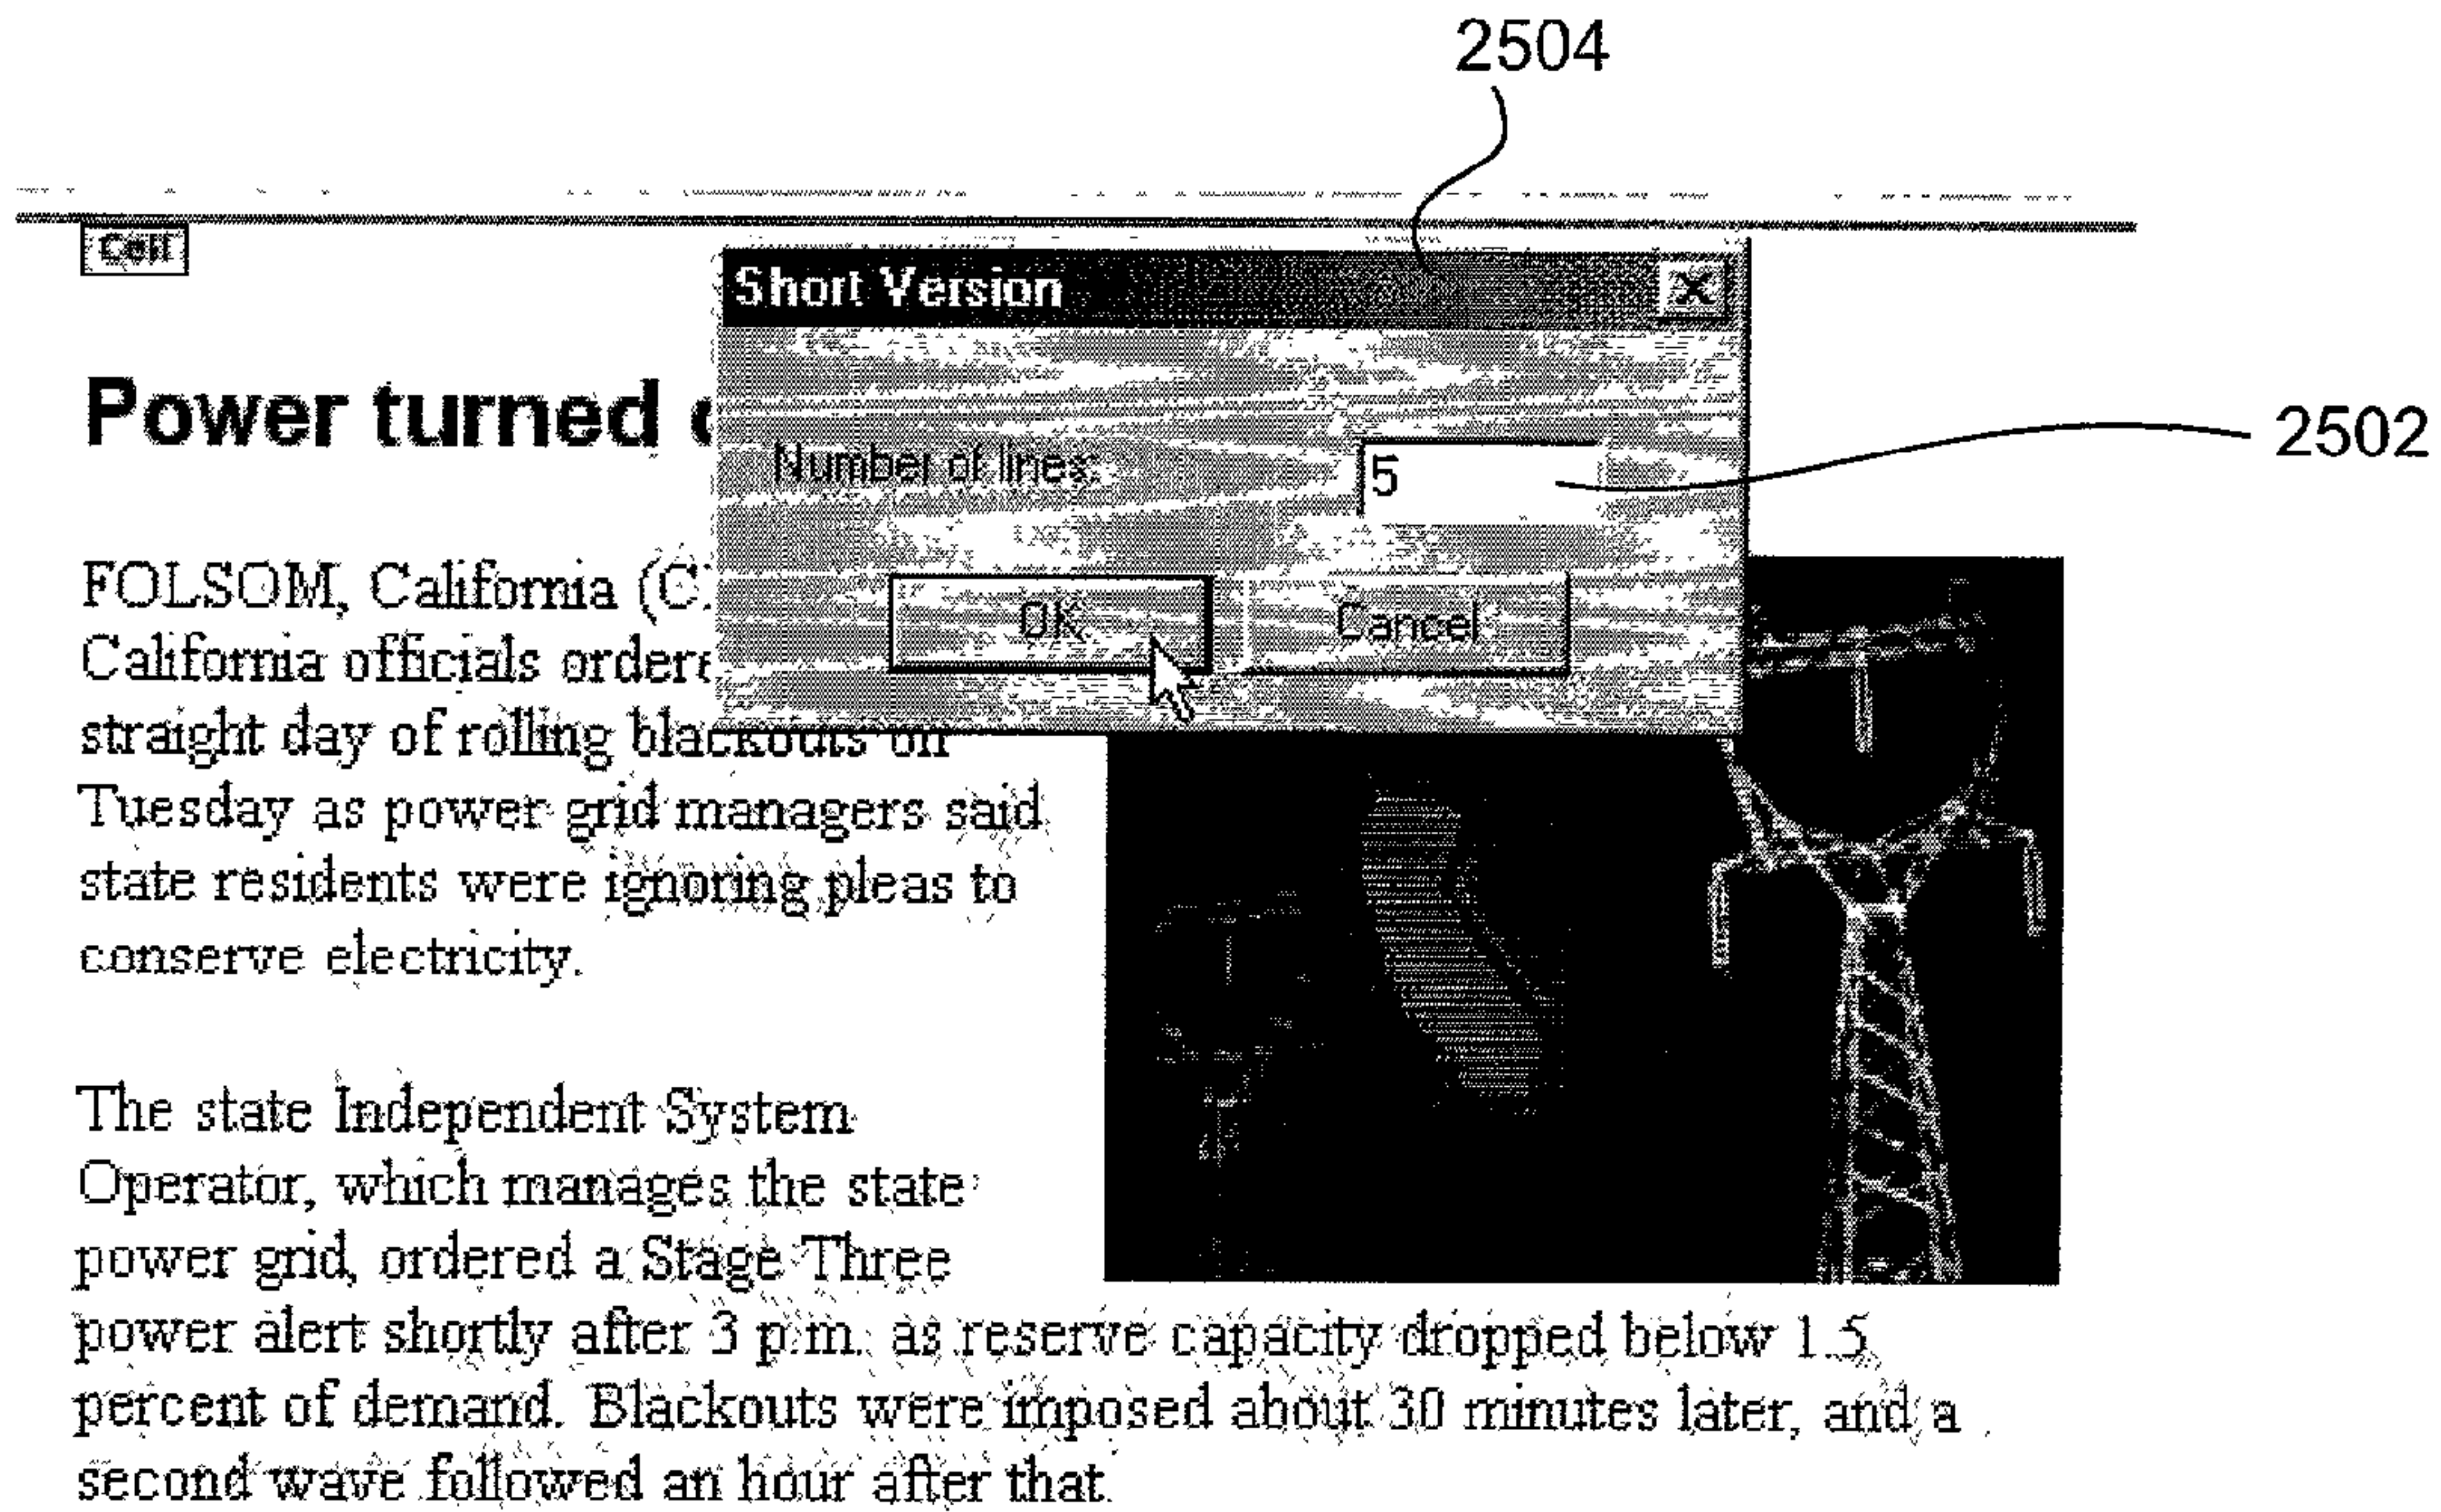 2504
Cell
Short Version
Power turned
Number of lines:
5
2502
OK
Cancel
FOLSOM, California (C
California officials ordere
straight day of rolling blackouts on
Tuesday as power grid managers said
state residents were ignoring pleas to
conserve electricity.
The state Independent System
Operator, which manages the state
power grid, ordered a Stage Three
power alert shortly after 3 p.m. as reserve capacity dropped below 1.5
percent of demand. Blackouts were imposed about 30 minutes later, and a
second wave followed an hour after that.